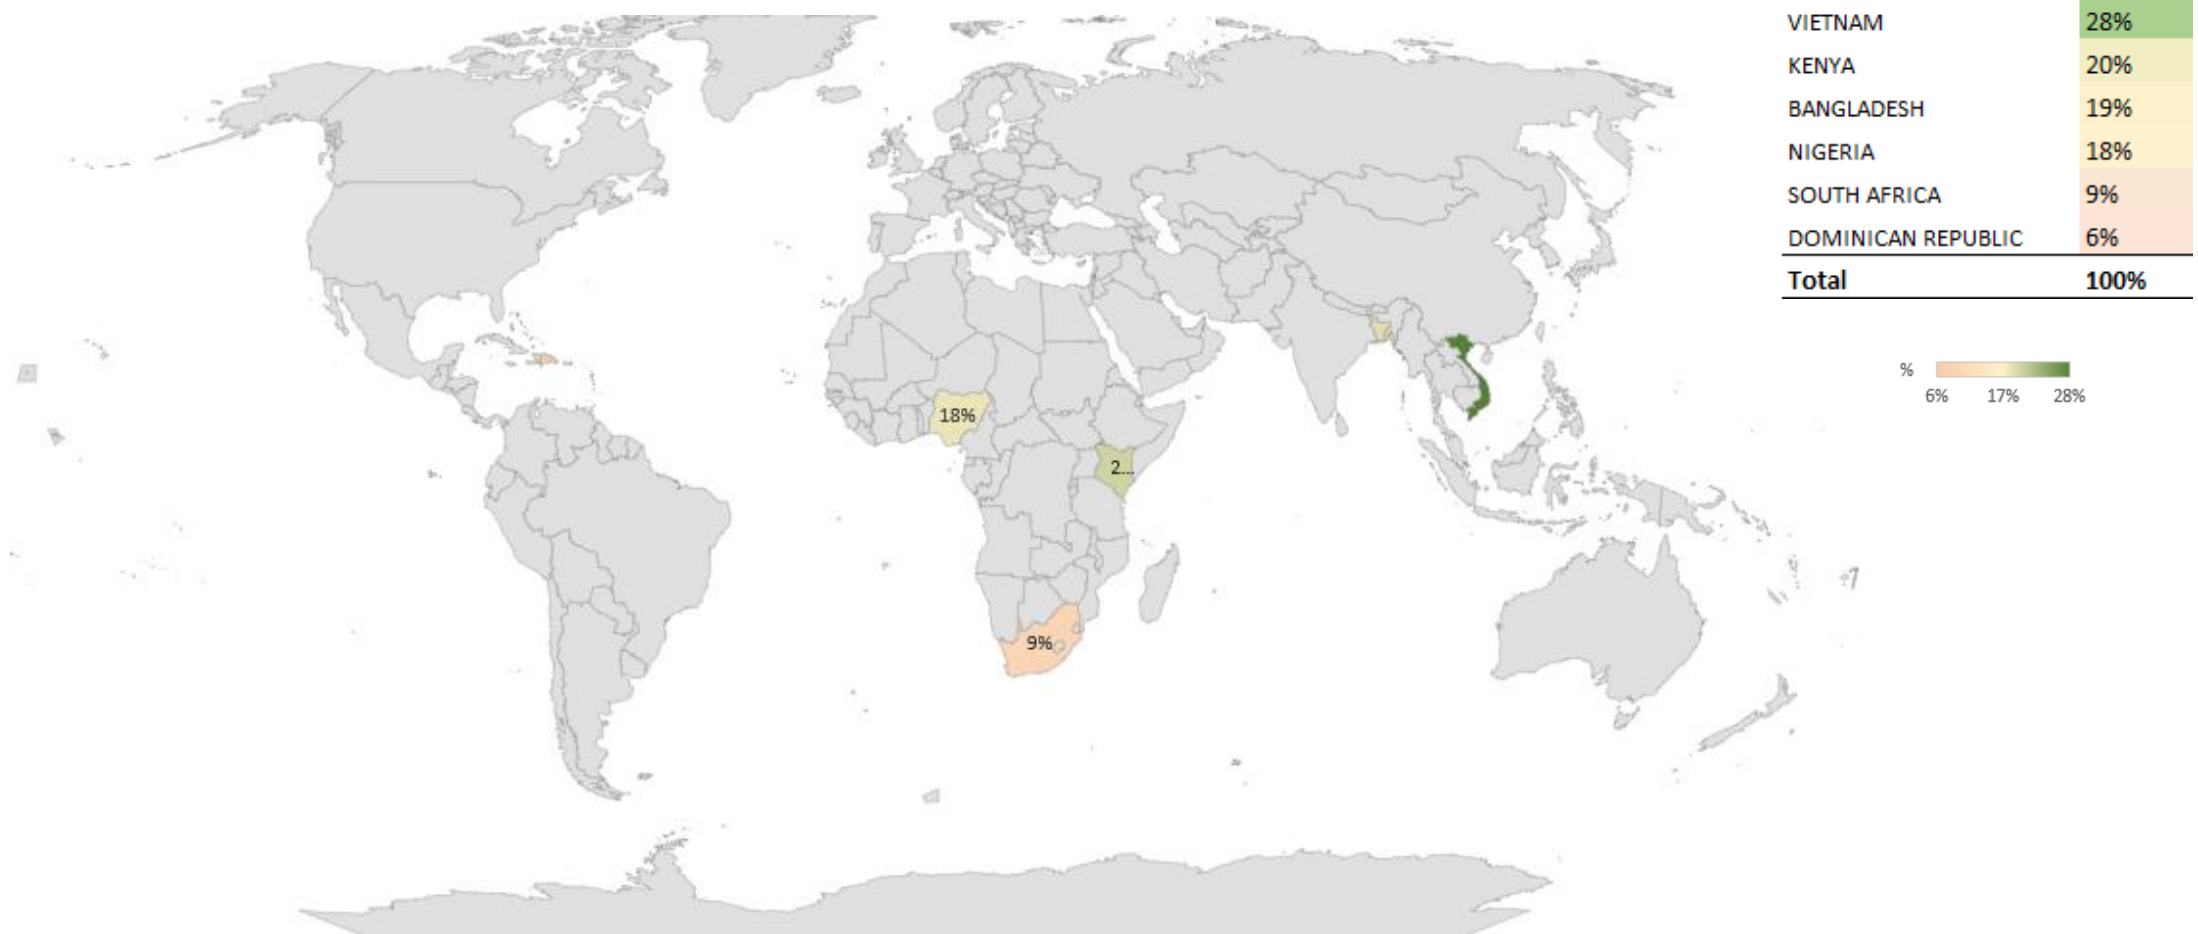 VIETNAM 28%
KENYA 20%
BANGLADESH 19%
NIGERIA 18%
SOUTH AFRICA 9%
DOMINICAN REPUBLIC 6%
Total 100%
%
6% 17% 28%
18%
2...
9%